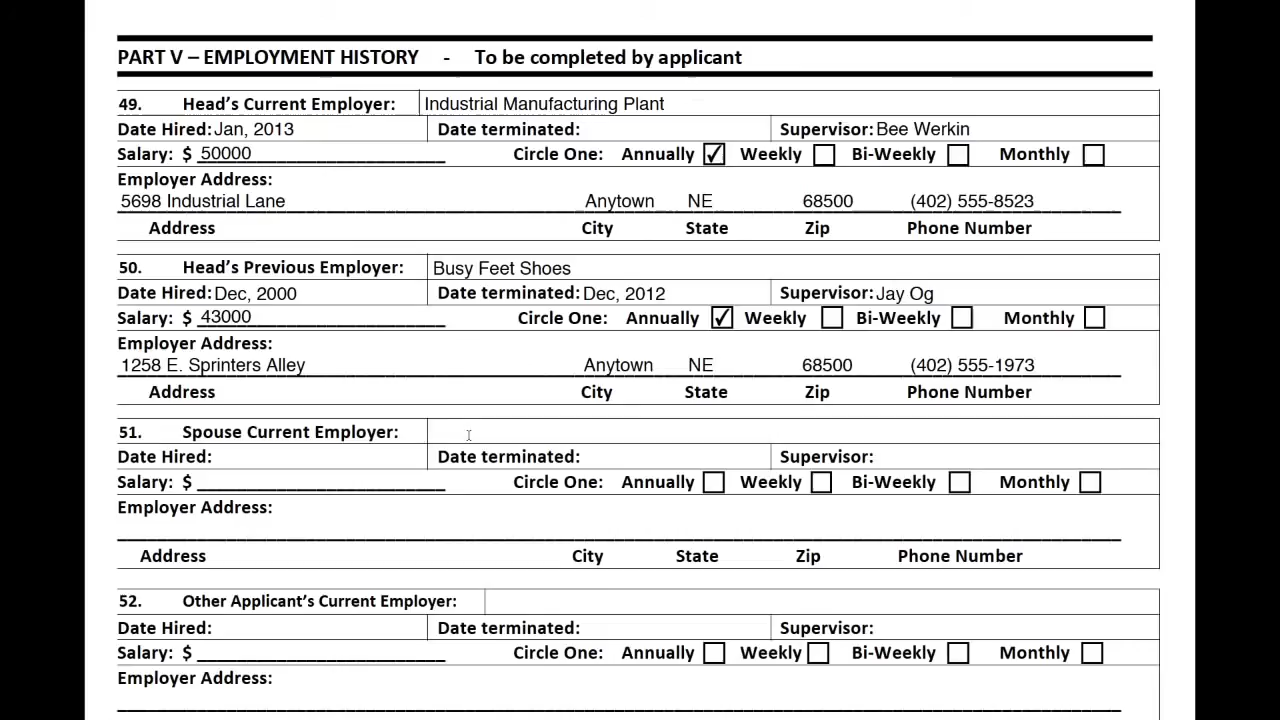 PART V – EMPLOYMENT HISTORY - To be completed by applicant
49. Head's Current Employer: Industrial Manufacturing Plant
Date Hired: Jan, 2013 Date terminated: Supervisor: Bee Werkin
Salary: $ 50000 Circle One: Annually ✓ Weekly Bi-Weekly Monthly
Employer Address:
5698 Industrial Lane Anytown NE 68500 (402) 555-8523
Address City State Zip Phone Number
50. Head's Previous Employer: Busy Feet Shoes
Date Hired: Dec, 2000 Date terminated: Dec, 2012 Supervisor: Jay Og
Salary: $ 43000 Circle One: Annually ✓ Weekly Bi-Weekly Monthly
Employer Address:
1258 E. Sprinters Alley Anytown NE 68500 (402) 555-1973
Address City State Zip Phone Number
51. Spouse Current Employer:
Date Hired: Date terminated: Supervisor:
Salary: $ Circle One: Annually Weekly Bi-Weekly Monthly
Employer Address:
Address City State Zip Phone Number
52. Other Applicant's Current Employer:
Date Hired: Date terminated: Supervisor:
Salary: $ Circle One: Annually Weekly Bi-Weekly Monthly
Employer Address: